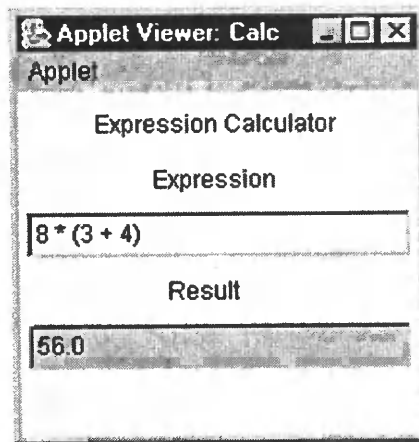 Applet Viewer: Calc
Applet
Expression Calculator
Expression
8 * (3 + 4)
Result
56.0